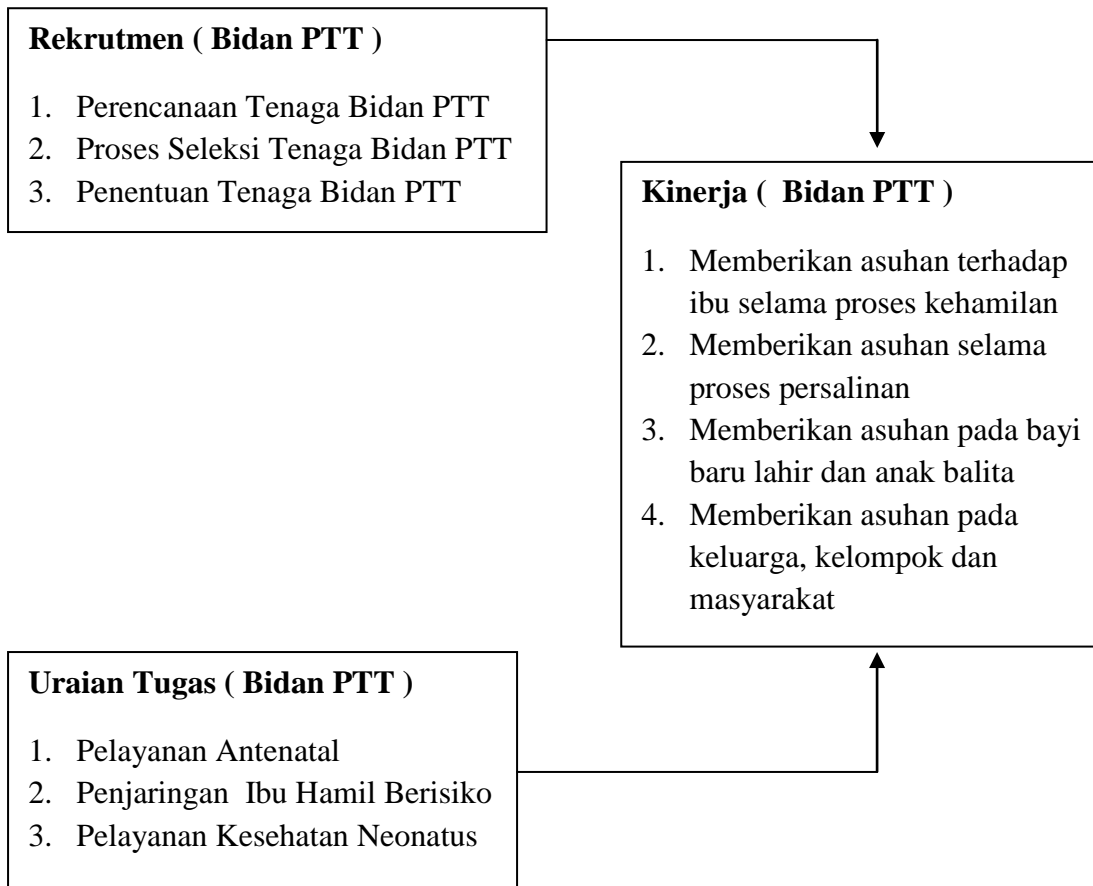 Rekrutmen ( Bidan PTT )
1. Perencanaan Tenaga Bidan PTT
2. Proses Seleksi Tenaga Bidan PTT
3. Penentuan Tenaga Bidan PTT
Kinerja ( Bidan PTT )
1. Memberikan asuhan terhadap
ibu selama proses kehamilan
2. Memberikan asuhan selama
proses persalinan
3. Memberikan asuhan pada bayi
baru lahir dan anak balita
4. Memberikan asuhan pada
keluarga, kelompok dan
masyarakat
Uraian Tugas ( Bidan PTT )
1. Pelayanan Antenatal
2. Penjaringan Ibu Hamil Berisiko
3. Pelayanan Kesehatan Neonatus